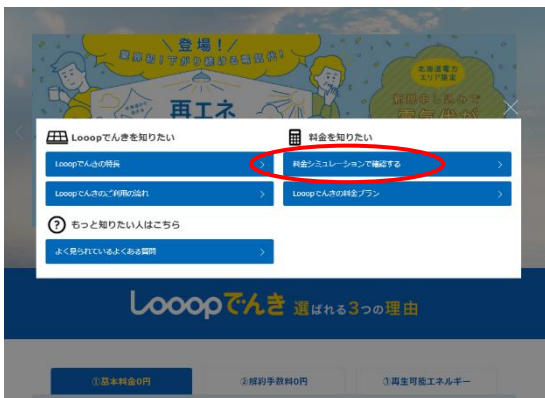 ＼登場！／
業界初！下がり続ける電気代！
再エネ
北海道電力
エリア限定
Looopでんきを知りたい
料金を知りたい
Looopでんきの特長
料金シミュレーションで確認する
Looopでんきのご利用の流れ
Looopでんきの料金プラン
もっと知りたい人はこちら
よく見られているよくある質問
Looopでんき 選ばれる3つの理由
①基本料金0円
②解約手数料0円
③再生可能エネルギー